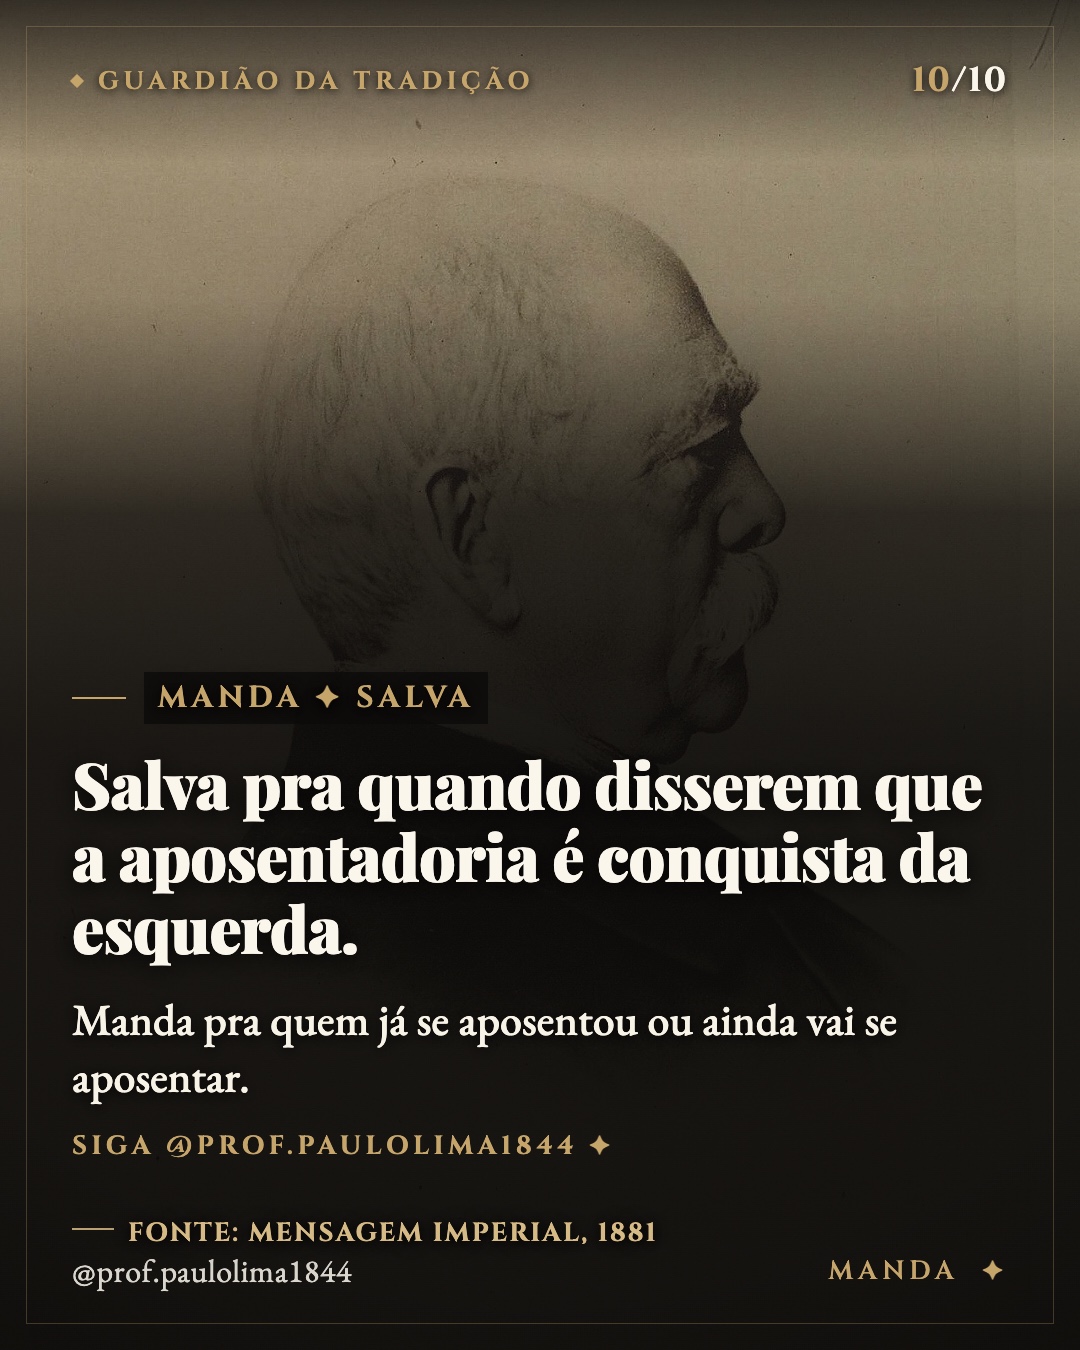 GUARDIÃO DA TRADIÇÃO
10/10
MANDA ✦ SALVA
Salva pra quando disserem que
a aposentadoria é conquista da
esquerda.
Manda pra quem já se aposentou ou ainda vai se
aposentar.
SIGA @PROF.PAULOLIMA1844 ✦
FONTE: MENSAGEM IMPERIAL, 1881
@prof.paulolima1844
MANDA ✦